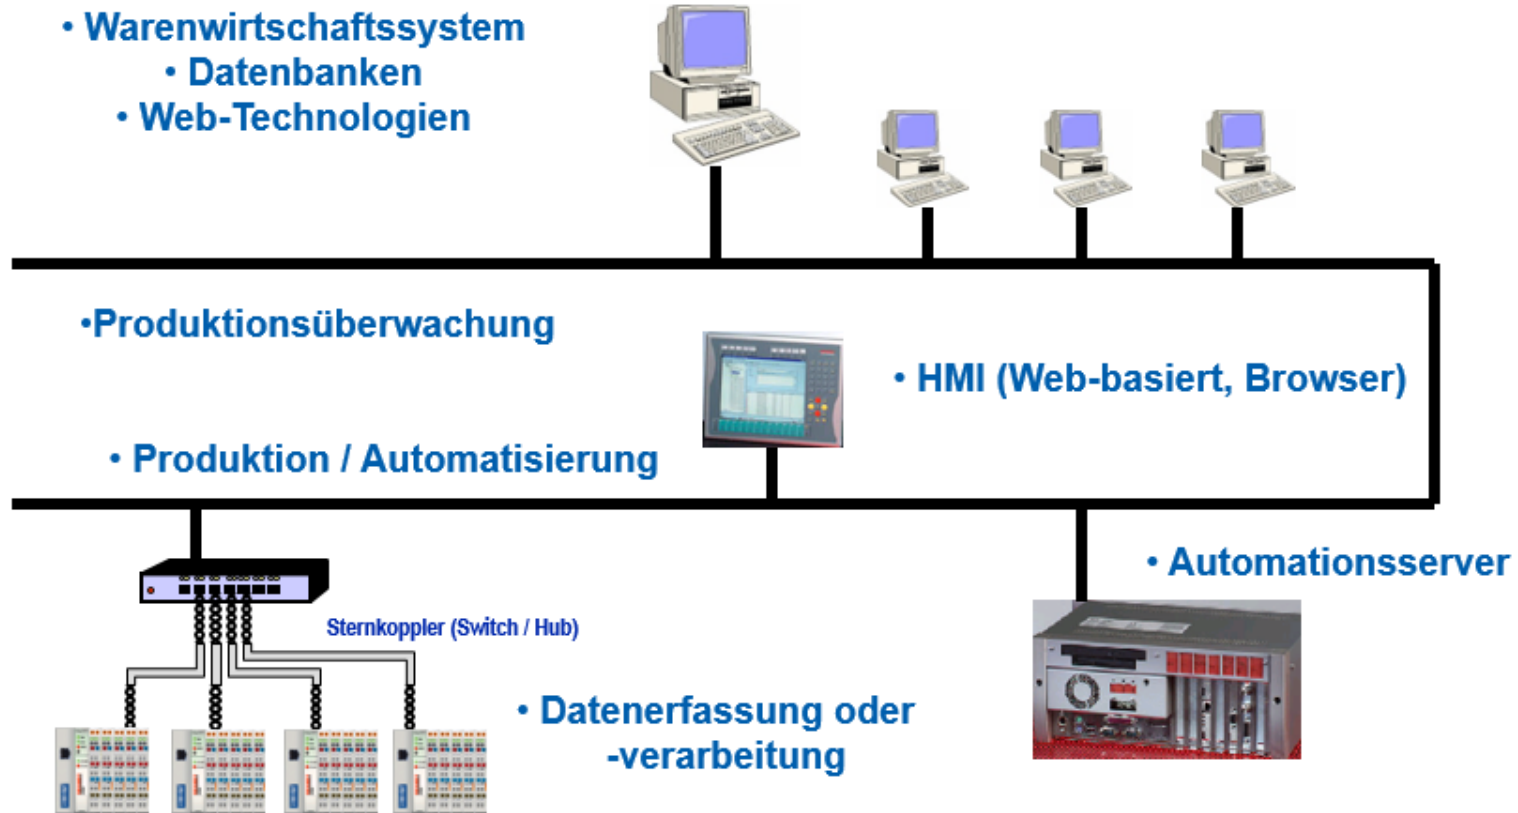 • Warenwirtschaftssystem
• Datenbanken
• Web-Technologien
•Produktionsüberwachung
• HMI (Web-basiert, Browser)
• Produktion / Automatisierung
• Automationsserver
Sternkoppler (Switch / Hub)
• Datenerfassung oder
-verarbeitung